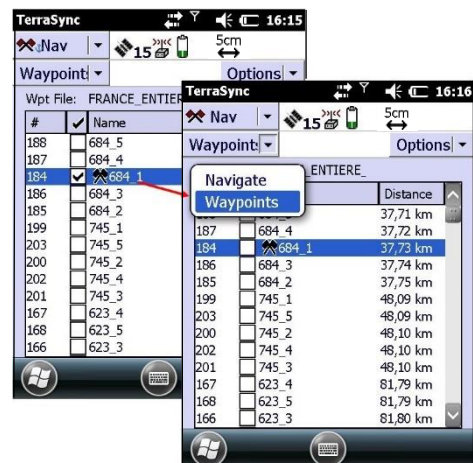 TerraSync 16:15
Nav 15 5cm
Waypoint Options
Wpt File: FRANCE_ENTIER
# Name
188 684_5
187 684_4
184 684_1
186 684_3
185 684_2
199 745_1
203 745_5
200 745_2
202 745_4
201 745_3
167 623_4
168 623_5
166 623_3
TerraSync 16:16
Nav 15 5cm
Waypoint Options
Navigate
Waypoints
ENTIERE_
Distance
37,71 km
187 684_4 37,72 km
184 684_1 37,73 km
186 684_3 37,74 km
185 684_2 37,75 km
199 745_1 48,09 km
203 745_5 48,09 km
200 745_2 48,10 km
202 745_4 48,10 km
201 745_3 48,10 km
167 623_4 81,79 km
168 623_5 81,79 km
166 623_3 81,80 km